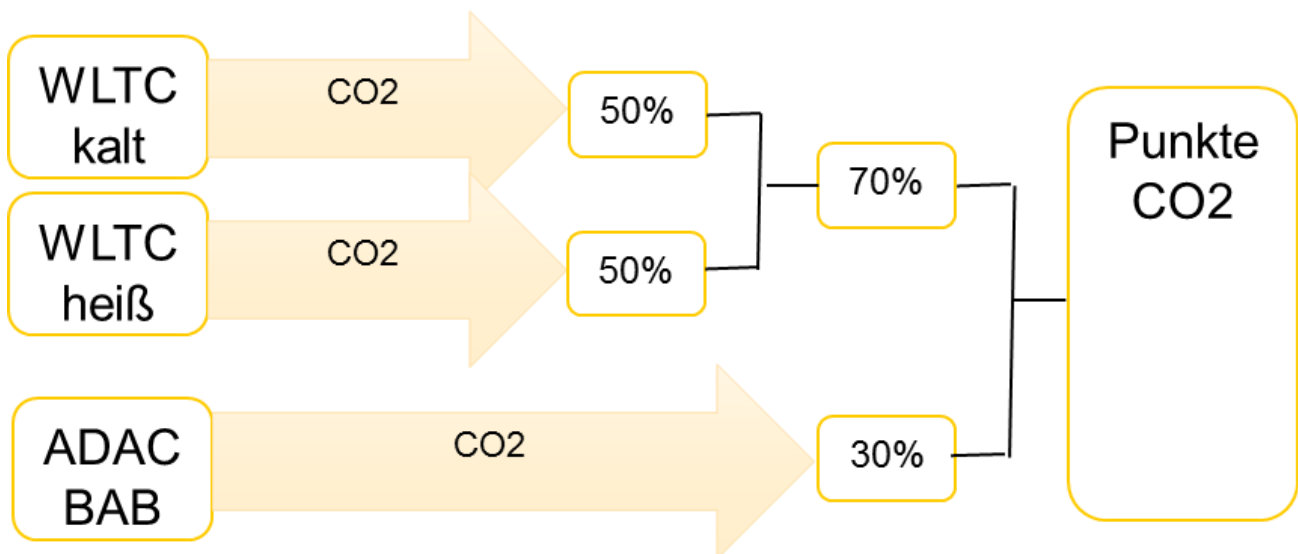 WLTC
kalt
CO2
50%
WLTC
heiß
CO2
50%
70%
ADAC
BAB
CO2
30%
Punkte
CO2